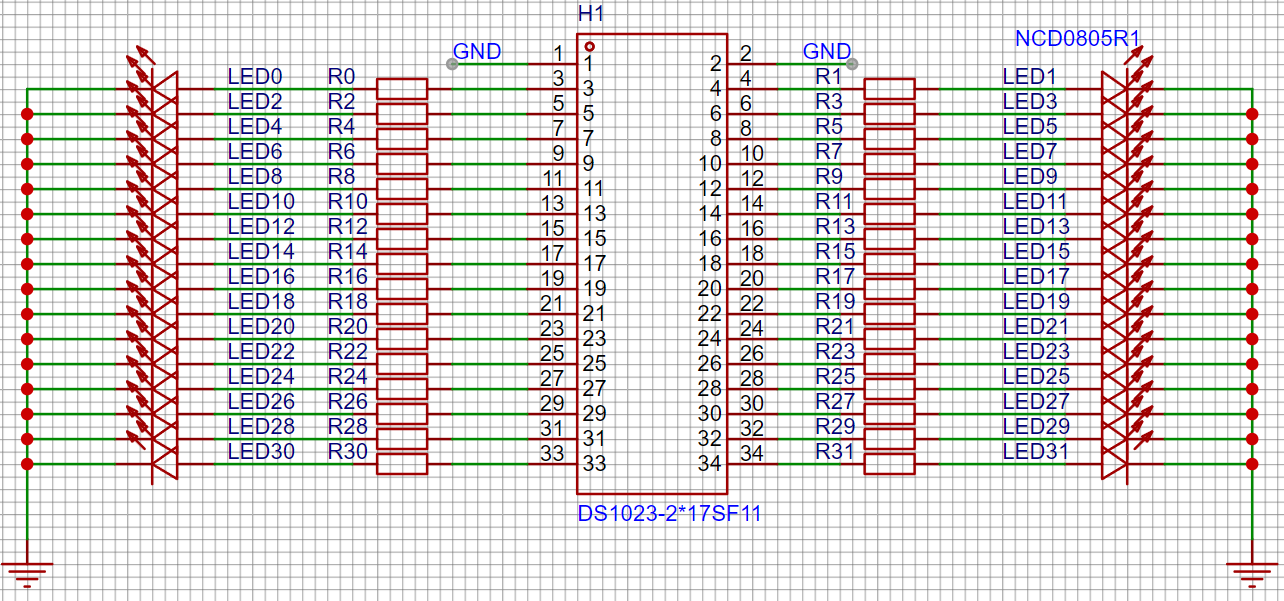 H1
NCD0805R1
GND 1 1 2 2 GND
LED0 R0 3 3 4 4 R1 LED1
LED2 R2 5 5 6 6 R3 LED3
LED4 R4 7 7 8 8 R5 LED5
LED6 R6 9 9 10 10 R7 LED7
LED8 R8 11 11 12 12 R9 LED9
LED10 R10 13 13 14 14 R11 LED11
LED12 R12 15 15 16 16 R13 LED13
LED14 R14 17 17 18 18 R15 LED15
LED16 R16 19 19 20 20 R17 LED17
LED18 R18 21 21 22 22 R19 LED19
LED20 R20 23 23 24 24 R21 LED21
LED22 R22 25 25 26 26 R23 LED23
LED24 R24 27 27 28 28 R25 LED25
LED26 R26 29 29 30 30 R27 LED27
LED28 R28 31 31 32 32 R29 LED29
LED30 R30 33 33 34 34 R31 LED31
DS1023-2*17SF11